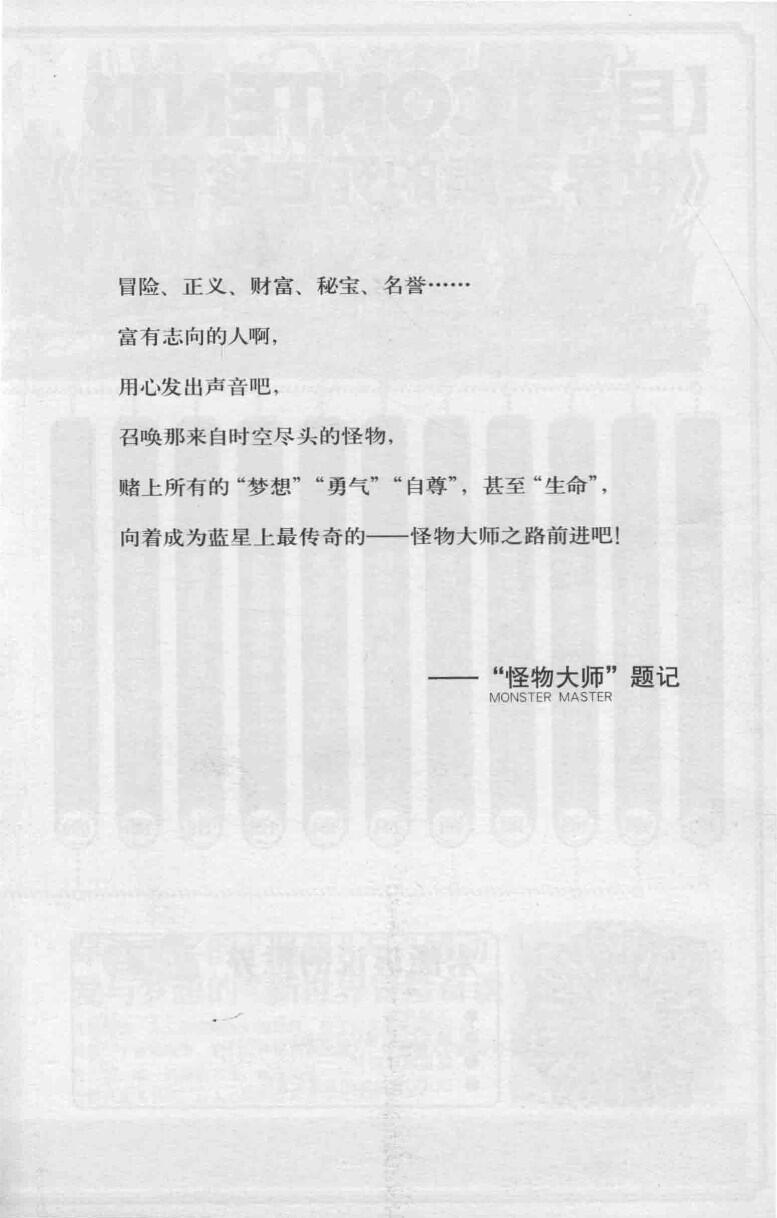 冒险、正义、财富、秘宝、名誉……
富有志向的人啊，
用心发出声音吧，
召唤那来自时空尽头的怪物，
赌上所有的“梦想”“勇气”“自尊”，甚至“生命”，
向着成为蓝星上最传奇的——怪物大师之路前进吧！
——“怪物大师”题记
MONSTER MASTER